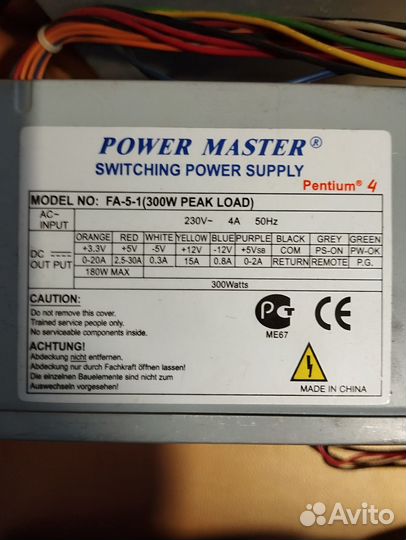 POWER MASTER®
SWITCHING POWER SUPPLY
Pentium® 4
MODEL NO: FA-5-1(300W PEAK LOAD)
AC~ INPUT 230V~ 4A 50Hz
DC OUT PUT
ORANGE RED WHITE YELLOW BLUE PURPLE BLACK GREY GREEN
+3.3V +5V -5V +12V -12V +5VSB COM PS-ON PW-OK
0-20A 2,5-30A 0.3A 15A 0.8A 0-2A RETURN REMOTE P.G.
180W MAX
300Watts
CAUTION:
Do not remove this cover.
Trained service people only.
No serviceable components inside.
ACHTUNG!
Abdeckung nicht entfernen.
Abdeckung nur durch Fachkraft öffnen lassen.
Die einzelnen Bauelemente nicht durch
Auswechseln vorgesehen!
PCT
ME67
MADE IN CHINA
Avito